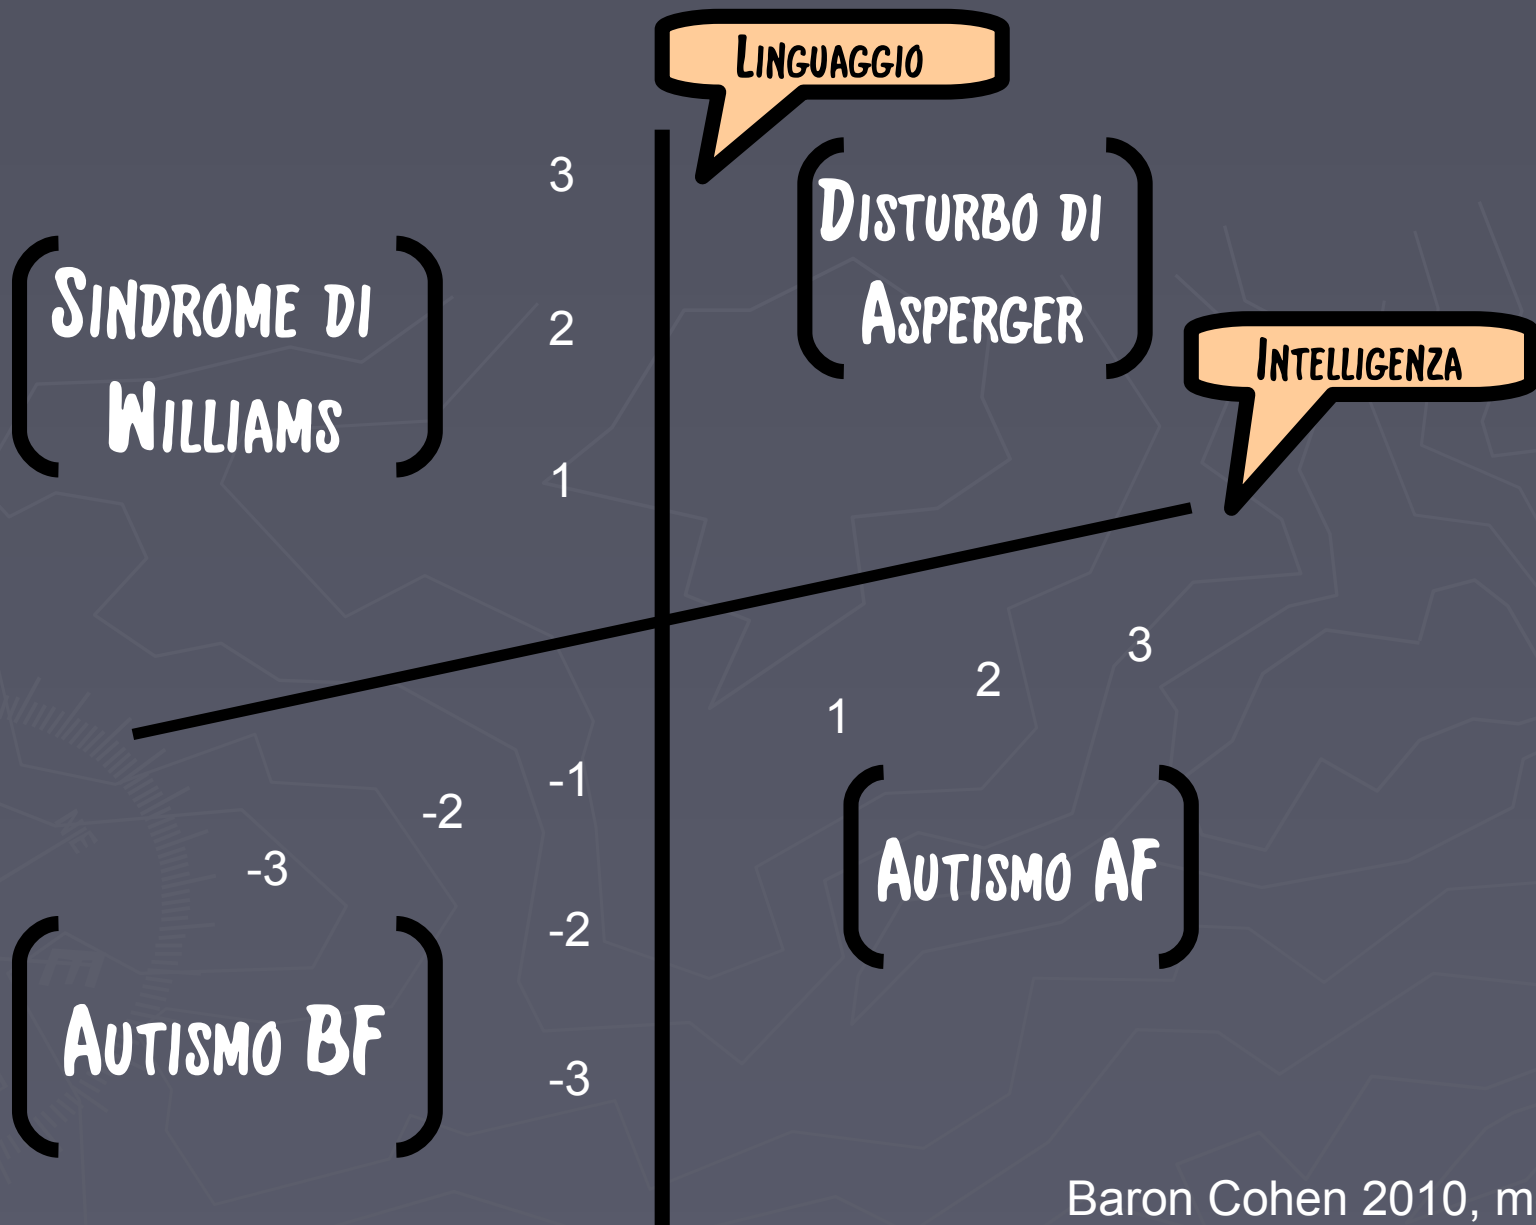 Linguaggio
3
Disturbo di
Asperger
Sindrome di
Williams
2
Intelligenza
1
3
2
1
-1
-2
-3
Autismo AF
-2
Autismo BF
-3
Baron Cohen 2010, m